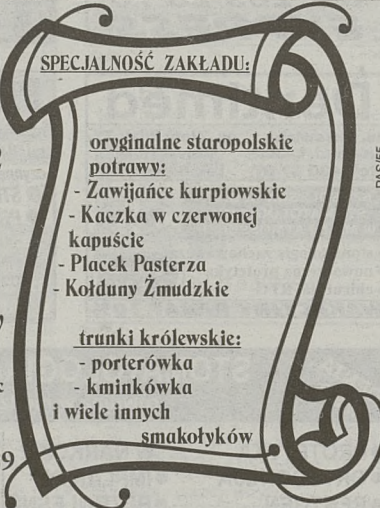 SPECJALNOŚĆ ZAKŁADU:
oryginalne staropolskie
potrawy:
- Zawijańce kurpiowskie
- Kaczka w czerwonej
kapuście
- Placek Pasterza
- Kołduny Żmudzkie
trunki królewskie:
- porterówka
- kminkówka
i wiele innych
smakołyków